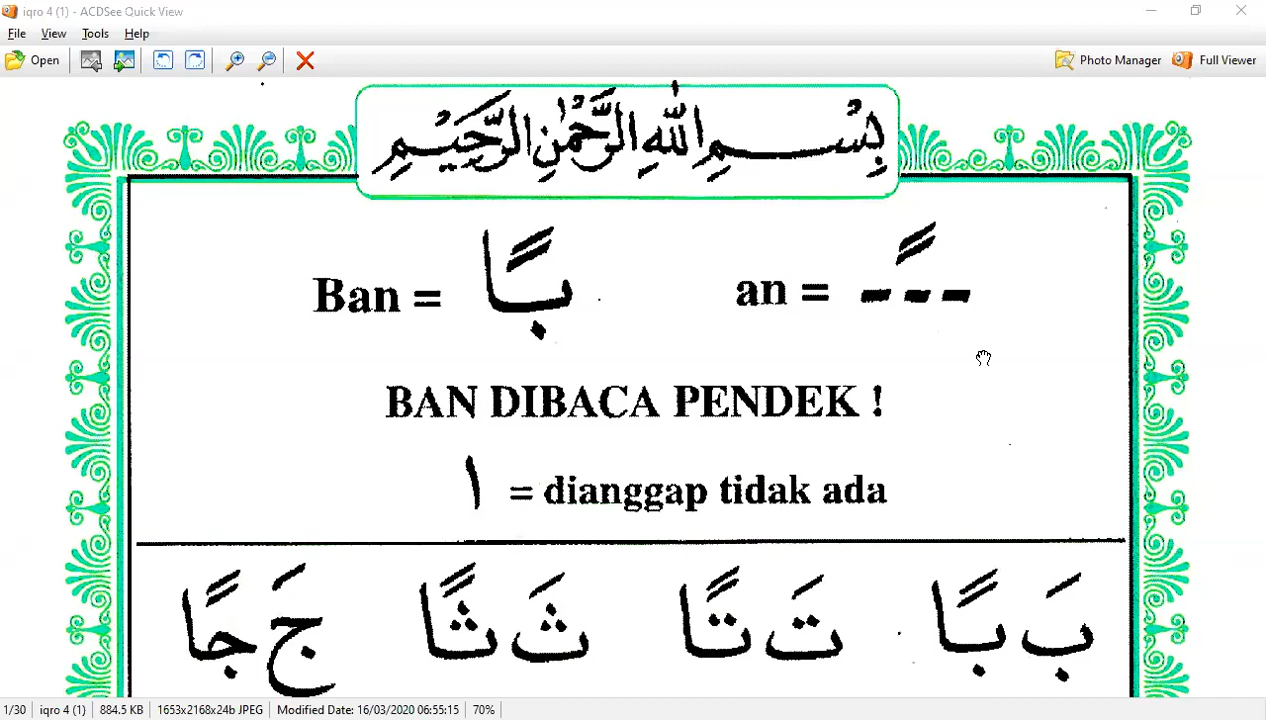 iqro 4 (1) - ACDSee Quick View
File View Tools Help
Open Photo Manager Full Viewer
بِسْمِ اللّٰهِ الرَّحْمٰنِ الرَّحِيْمِ
an = ---ً Ban = بًا
BAN DIBACA PENDEK !
ا = dianggap tidak ada
بَ بًا تَ تًا ثَ ثًا جَ جًا
1/30 iqro 4 (1) 884.5 KB 1653x2168x24b JPEG Modified Date: 16/03/2020 06:55:15 70%